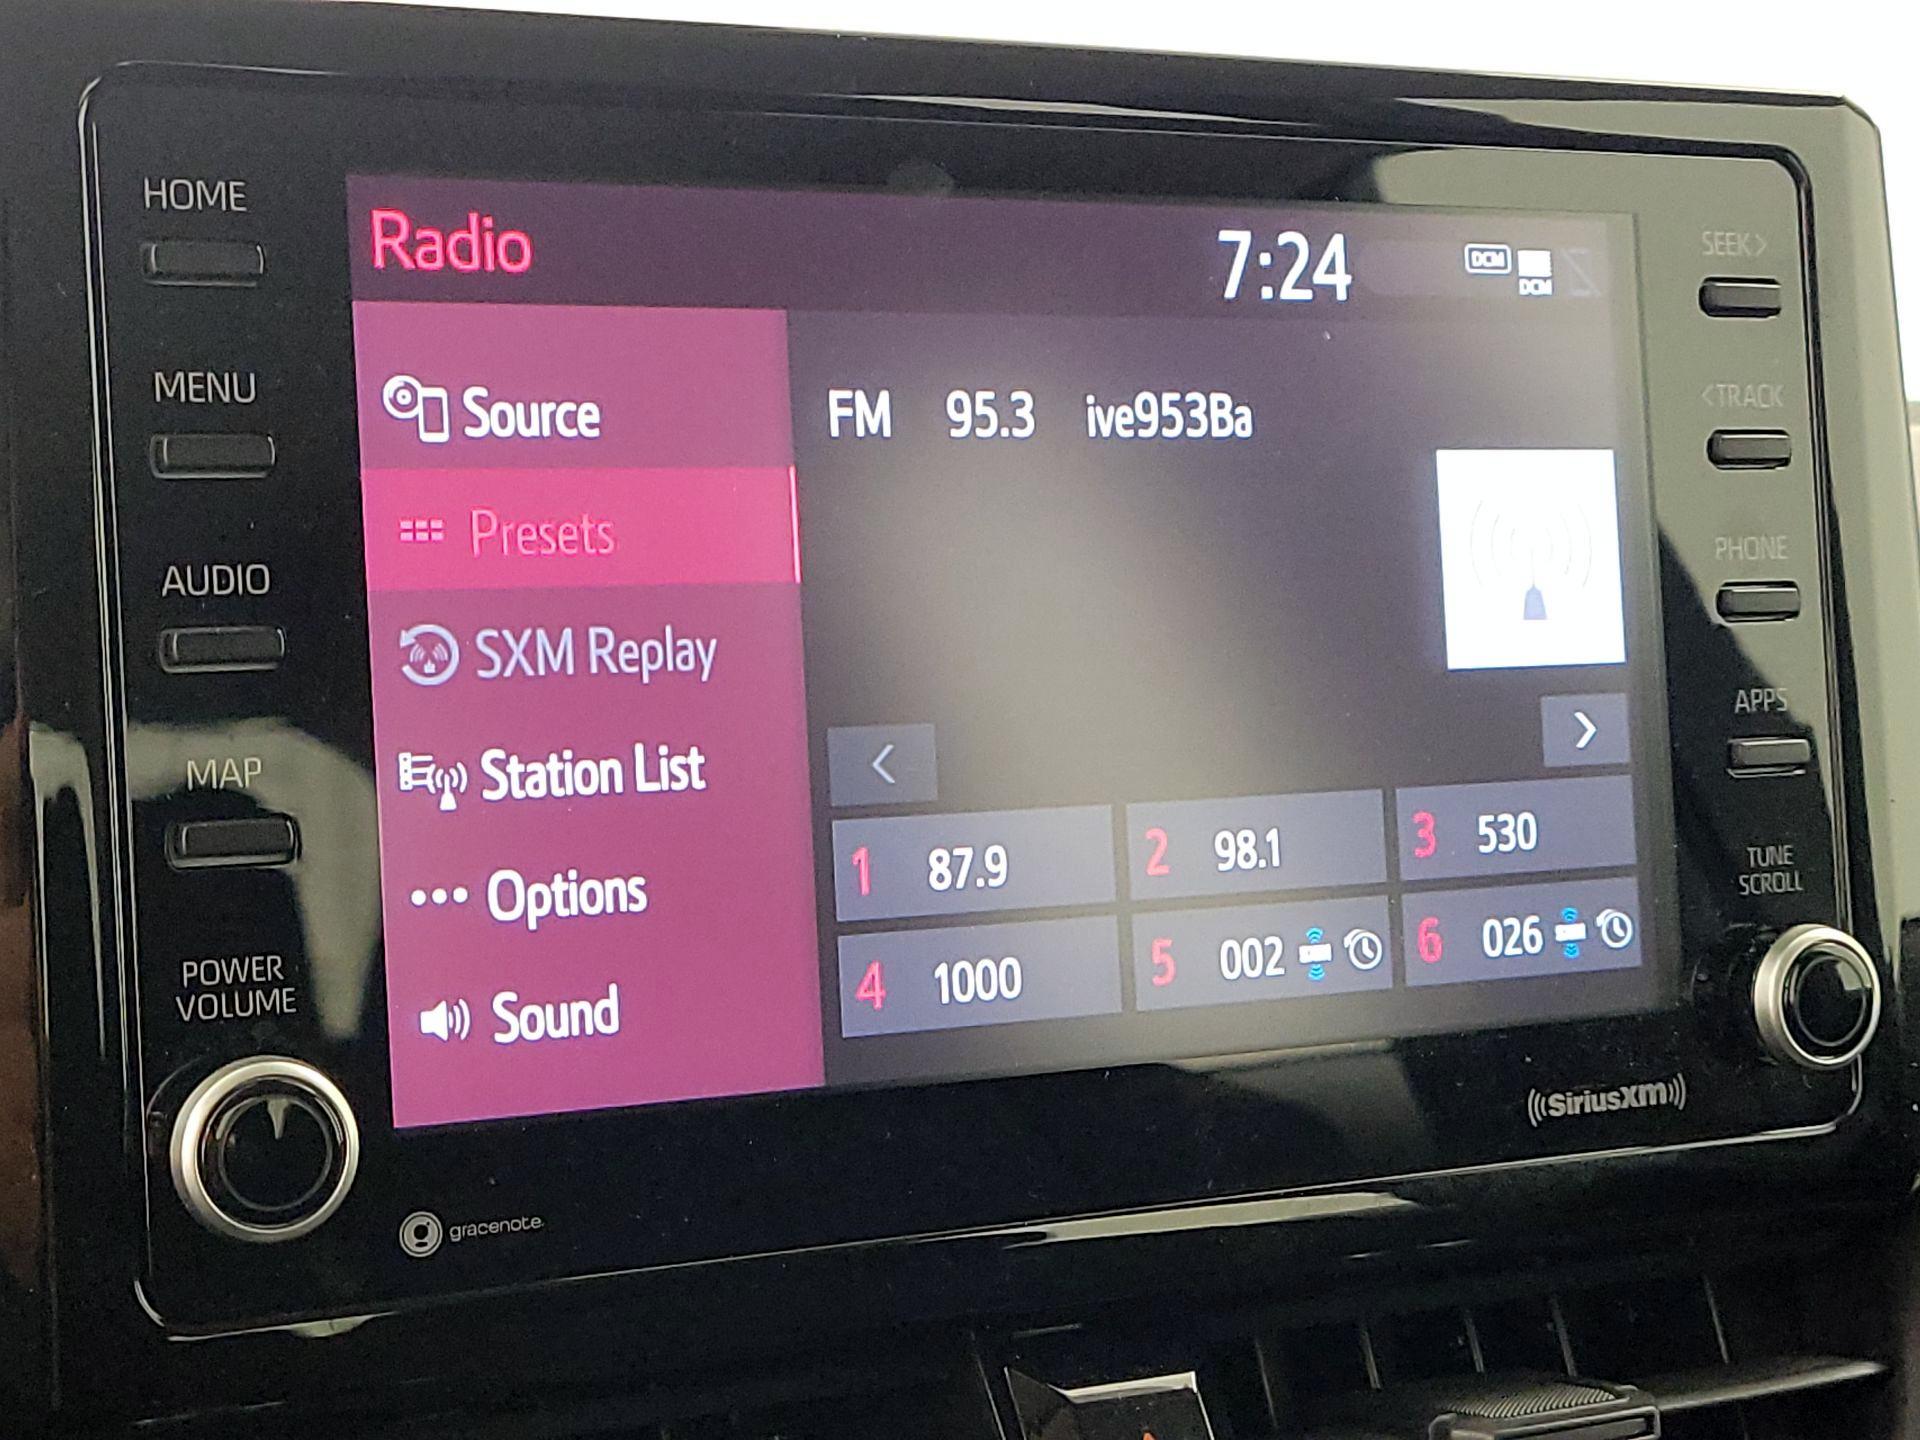 HOME
MENU
AUDIO
MAP
POWER
VOLUME
Radio
7:24
DCM
DCM
Source
Presets
SXM Replay
Station List
Options
Sound
FM 95.3 ive953Ba
<
>
1 87.9
2 98.1
3 530
4 1000
5 002 SXM
6 026 SXM
SEEK>
<TRACK
PHONE
APPS
TUNE
SCROLL
gracenote
((SiriusXM))